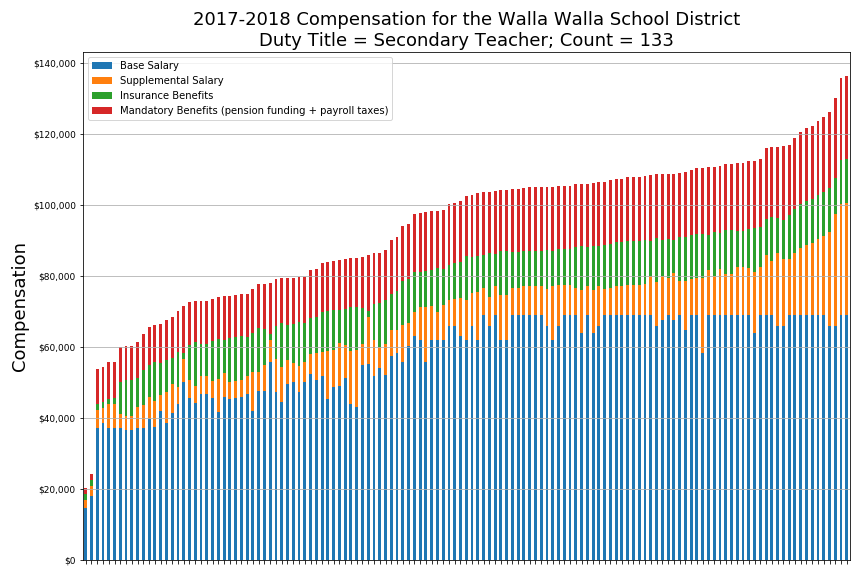 2017-2018 Compensation for the Walla Walla School District
Duty Title = Secondary Teacher; Count = 133
Base Salary
Supplemental Salary
Insurance Benefits
Mandatory Benefits (pension funding + payroll taxes)
$140,000
$120,000
$100,000
$80,000
$60,000
$40,000
$20,000
$0
Compensation